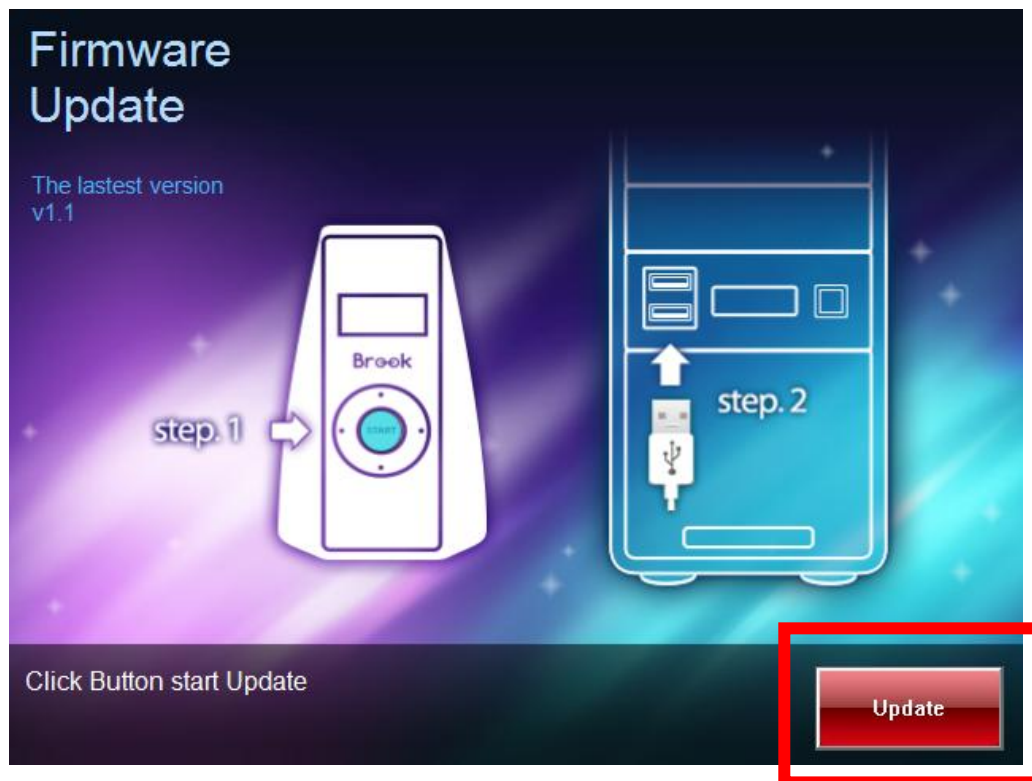 Firmware
Update
The lastest version
v1.1
Brook
START
step. 1
step. 2
Click Button start Update
Update